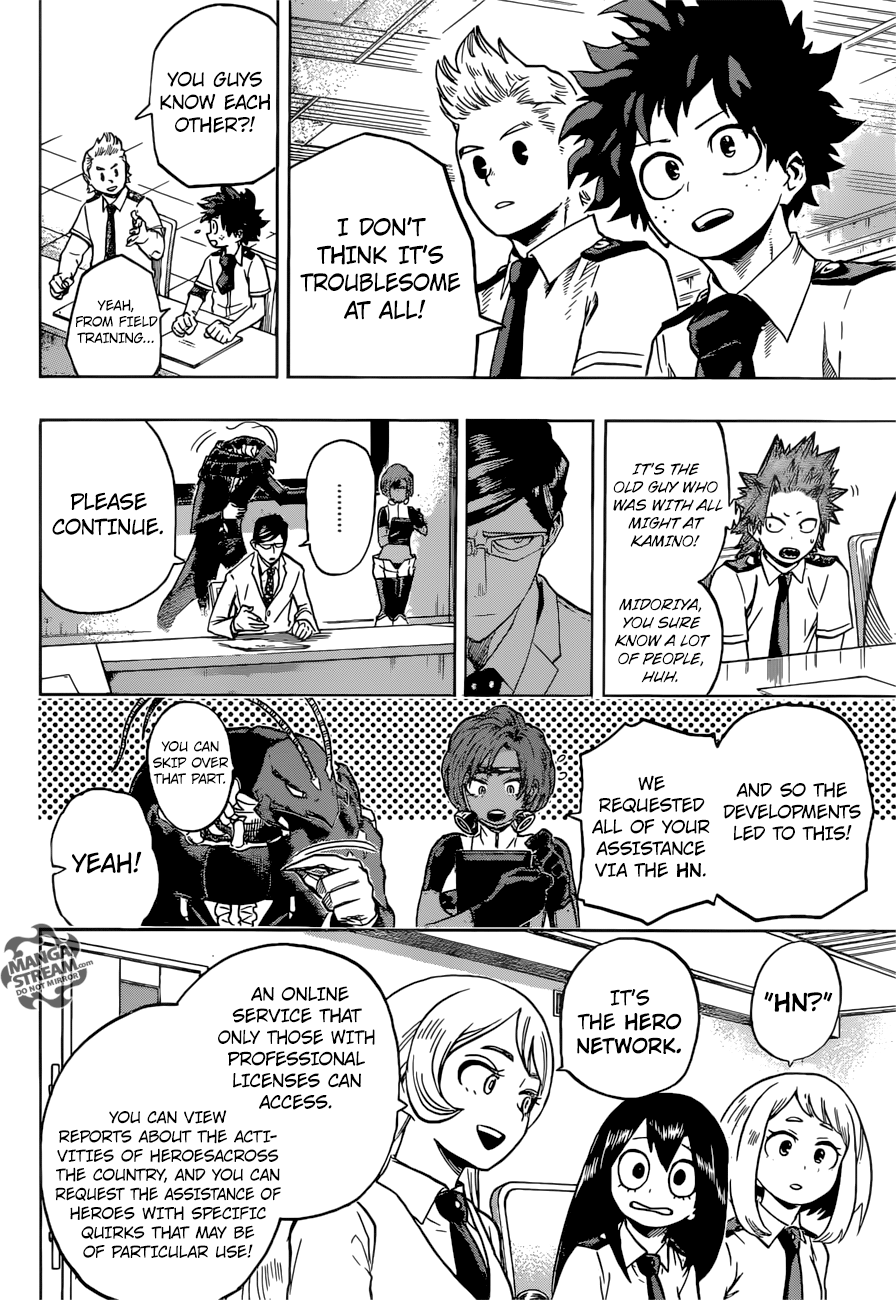 I DON'T
THINK IT'S
TROUBLESOME
AT ALL!
YOU GUYS
KNOW EACH
OTHER?!
YEAH,
FROM FIELD
TRAINING...
IT'S THE
OLD GUY WHO
WAS WITH ALL
MIGHT AT
KAMINO!
MIDORIYA,
YOU SURE
KNOW A LOT
OF PEOPLE,
HUH.
.........
PLEASE
CONTINUE.
AND SO THE
DEVELOPMENTS
LED TO THIS!
WE
REQUESTED
ALL OF YOUR
ASSISTANCE
VIA THE HN.
YOU CAN
SKIP OVER
THAT PART.
YEAH!
"HN?"
IT'S
THE HERO
NETWORK.
AN ONLINE
SERVICE THAT
ONLY THOSE WITH
PROFESSIONAL
LICENSES CAN
ACCESS.
YOU CAN VIEW
REPORTS ABOUT THE ACTI-
VITIES OF HEROESACROSS
THE COUNTRY, AND YOU CAN
REQUEST THE ASSISTANCE OF
HEROES WITH SPECIFIC
QUIRKS THAT MAY BE
OF PARTICULAR USE!
MANGA
STREAM.com
DO NOT MIRROR